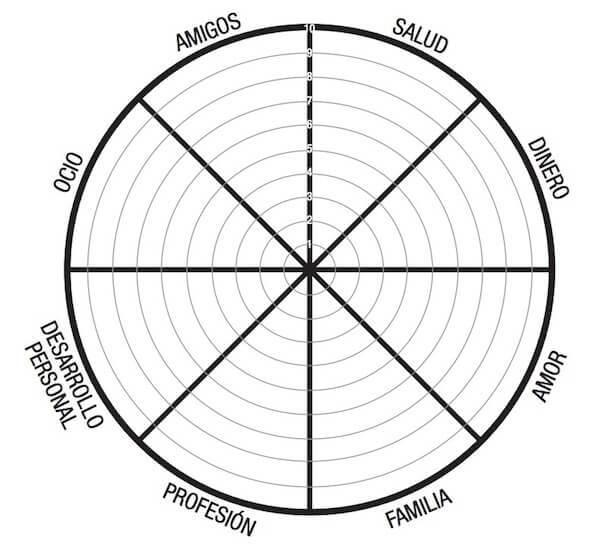 AMIGOS
SALUD
10
9
8
7
6
5
4
3
2
1
OCIO
DINERO
DESARROLLO
PERSONAL
AMOR
PROFESIÓN
FAMILIA